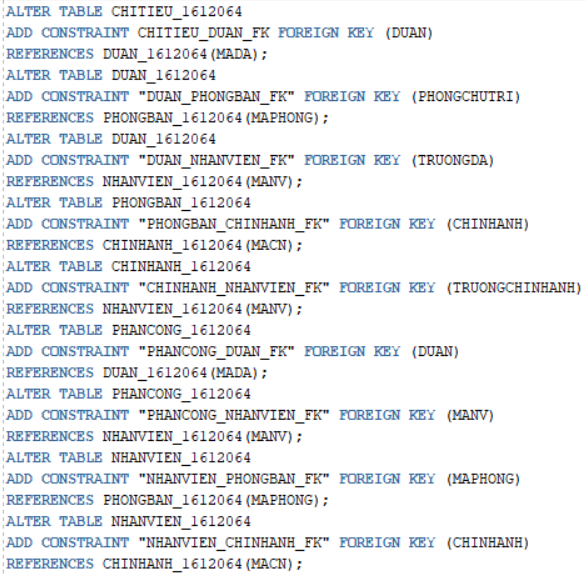 ALTER TABLE CHITIEU_1612064
ADD CONSTRAINT CHITIEU_DUAN_FK FOREIGN KEY (DUAN)
REFERENCES DUAN_1612064(MADA);
ALTER TABLE DUAN_1612064
ADD CONSTRAINT "DUAN_PHONGBAN_FK" FOREIGN KEY (PHONGCHUTRI)
REFERENCES PHONGBAN_1612064(MAPHONG);
ALTER TABLE DUAN_1612064
ADD CONSTRAINT "DUAN_NHANVIEN_FK" FOREIGN KEY (TRUONGDA)
REFERENCES NHANVIEN_1612064(MANV);
ALTER TABLE PHONGBAN_1612064
ADD CONSTRAINT "PHONGBAN_CHINHANH_FK" FOREIGN KEY (CHINHANH)
REFERENCES CHINHANH_1612064(MACN);
ALTER TABLE CHINHANH_1612064
ADD CONSTRAINT "CHINHANH_NHANVIEN_FK" FOREIGN KEY (TRUONGCHINHANH)
REFERENCES NHANVIEN_1612064(MANV);
ALTER TABLE PHANCONG_1612064
ADD CONSTRAINT "PHANCONG_DUAN_FK" FOREIGN KEY (DUAN)
REFERENCES DUAN_1612064(MADA);
ALTER TABLE PHANCONG_1612064
ADD CONSTRAINT "PHANCONG_NHANVIEN_FK" FOREIGN KEY (MANV)
REFERENCES NHANVIEN_1612064(MANV);
ALTER TABLE NHANVIEN_1612064
ADD CONSTRAINT "NHANVIEN_PHONGBAN_FK" FOREIGN KEY (MAPHONG)
REFERENCES PHONGBAN_1612064(MAPHONG);
ALTER TABLE NHANVIEN_1612064
ADD CONSTRAINT "NHANVIEN_CHINHANH_FK" FOREIGN KEY (CHINHANH)
REFERENCES CHINHANH_1612064(MACN);